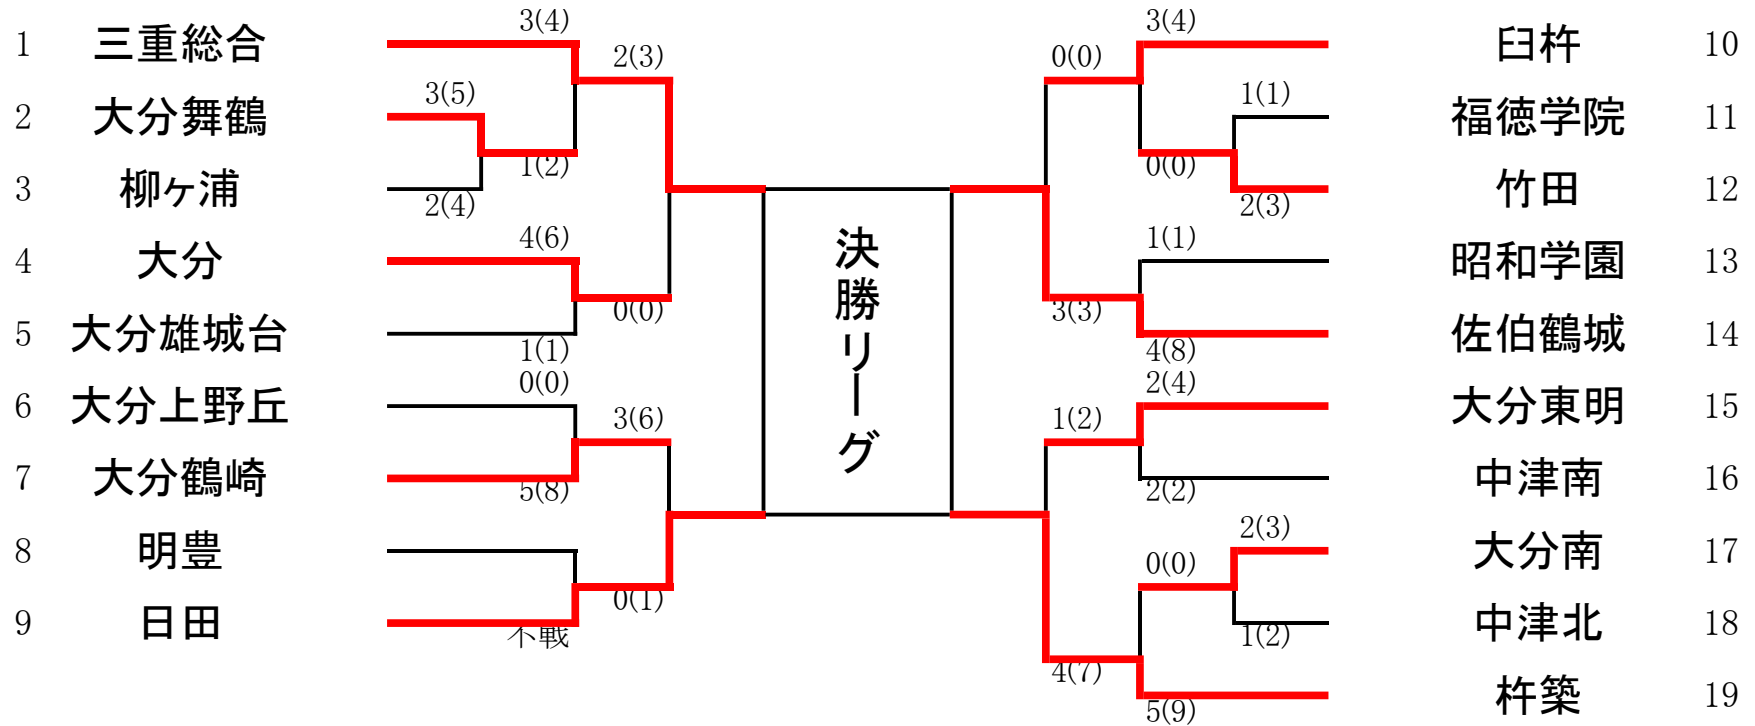 1 三重総合 3(4) 3(4) 臼杵 10
2(3) 0(0)
2 大分舞鶴 3(5) 1(1) 福徳学院 11
1(2) 0(0)
3 柳ヶ浦 2(4) 2(3) 竹田 12
4 大分 4(6) 1(1) 昭和学園 13
0(0) 3(3)
5 大分雄城台 1(1) 4(8) 佐伯鶴城 14
決勝リーグ
6 大分上野丘 0(0) 2(4) 大分東明 15
3(6) 1(2)
7 大分鶴崎 5(8) 2(2) 中津南 16
8 明豊 2(3) 大分南 17
0(1) 0(0)
9 日田 不戦 1(2) 中津北 18
4(7)
5(9) 杵築 19